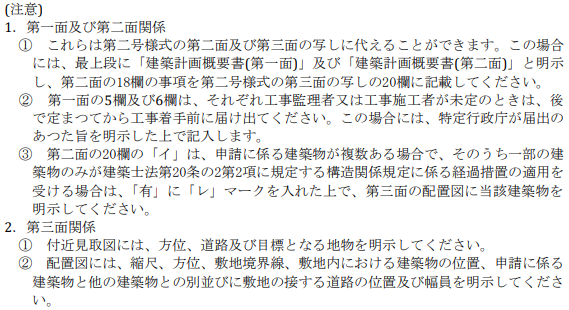 (注意)
1．第一面及び第二面関係
①　これらは第二号様式の第二面及び第三面の写しに代えることができます。この場合
には、最上段に「建築計画概要書(第一面)」及び「建築計画概要書(第二面)」と明示
し、第二面の18欄の事項を第二号様式の第三面の写しの20欄に記載してください。
②　第一面の5欄及び6欄は、それぞれ工事監理者又は工事施工者が未定のときは、後
で定まつてから工事着手前に届け出てください。この場合には、特定行政庁が届出の
あつた旨を明示した上で記入します。
③　第二面の20欄の「イ」は、申請に係る建築物が複数ある場合で、そのうち一部の建
築物のみが建築士法第20条の2第2項に規定する構造関係規定に係る経過措置の適用を
受ける場合は、「有」に「レ」マークを入れた上で、第三面の配置図に当該建築物を
明示してください。
2．第三面関係
①　付近見取図には、方位、道路及び目標となる地物を明示してください。
②　配置図には、縮尺、方位、敷地境界線、敷地内における建築物の位置、申請に係る
建築物と他の建築物との別並びに敷地の接する道路の位置及び幅員を明示してくださ
い。